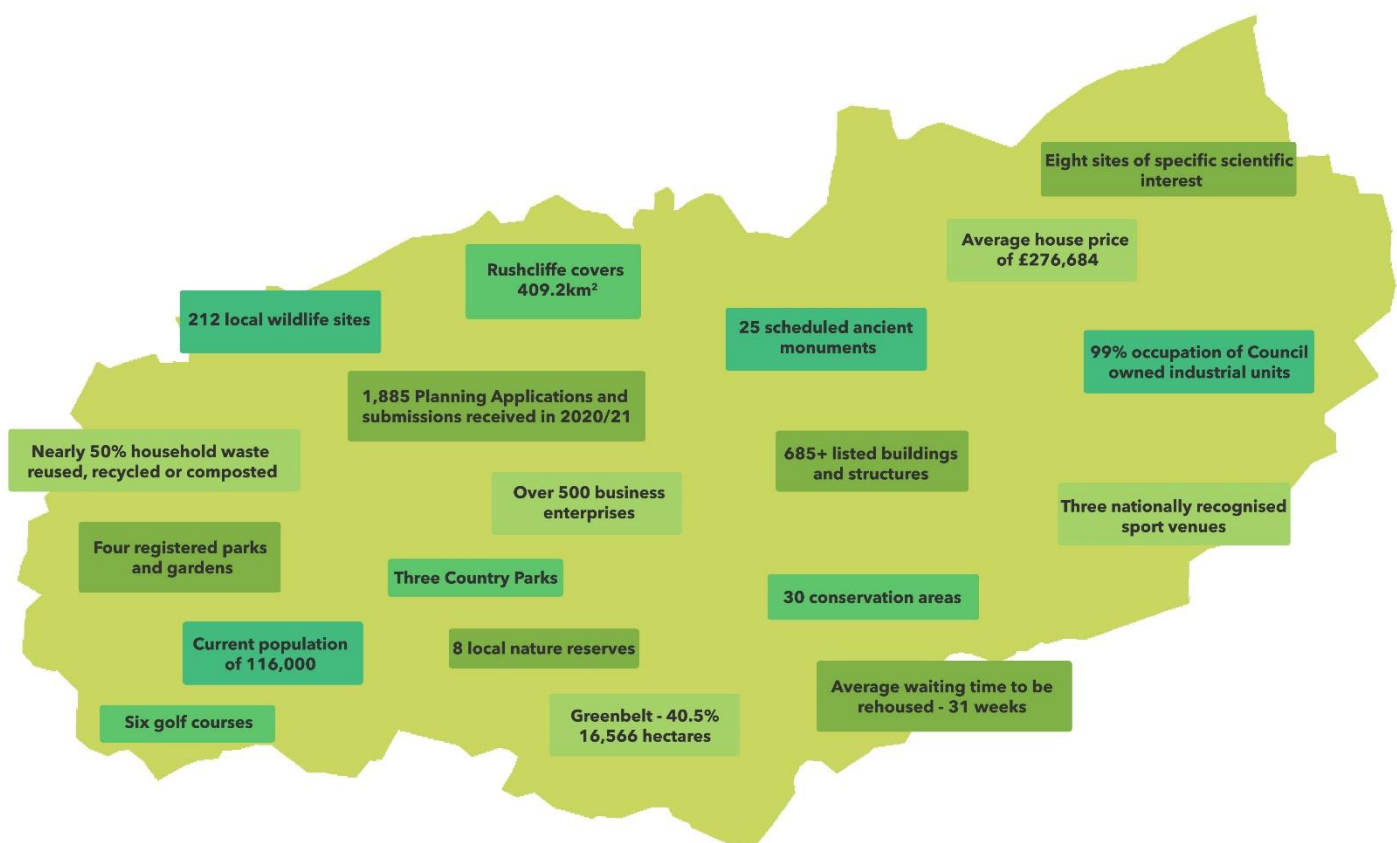 Eight sites of specific scientific
interest
Average house price
of £276,684
Rushcliffe covers
409.2km²
212 local wildlife sites
25 scheduled ancient
monuments
99% occupation of Council
owned industrial units
1,885 Planning Applications and
submissions received in 2020/21
Nearly 50% household waste
reused, recycled or composted
685+ listed buildings
and structures
Over 500 business
enterprises
Three nationally recognised
sport venues
Four registered parks
and gardens
Three Country Parks
30 conservation areas
Current population
of 116,000
8 local nature reserves
Average waiting time to be
rehoused - 31 weeks
Six golf courses
Greenbelt - 40.5%
16,566 hectares